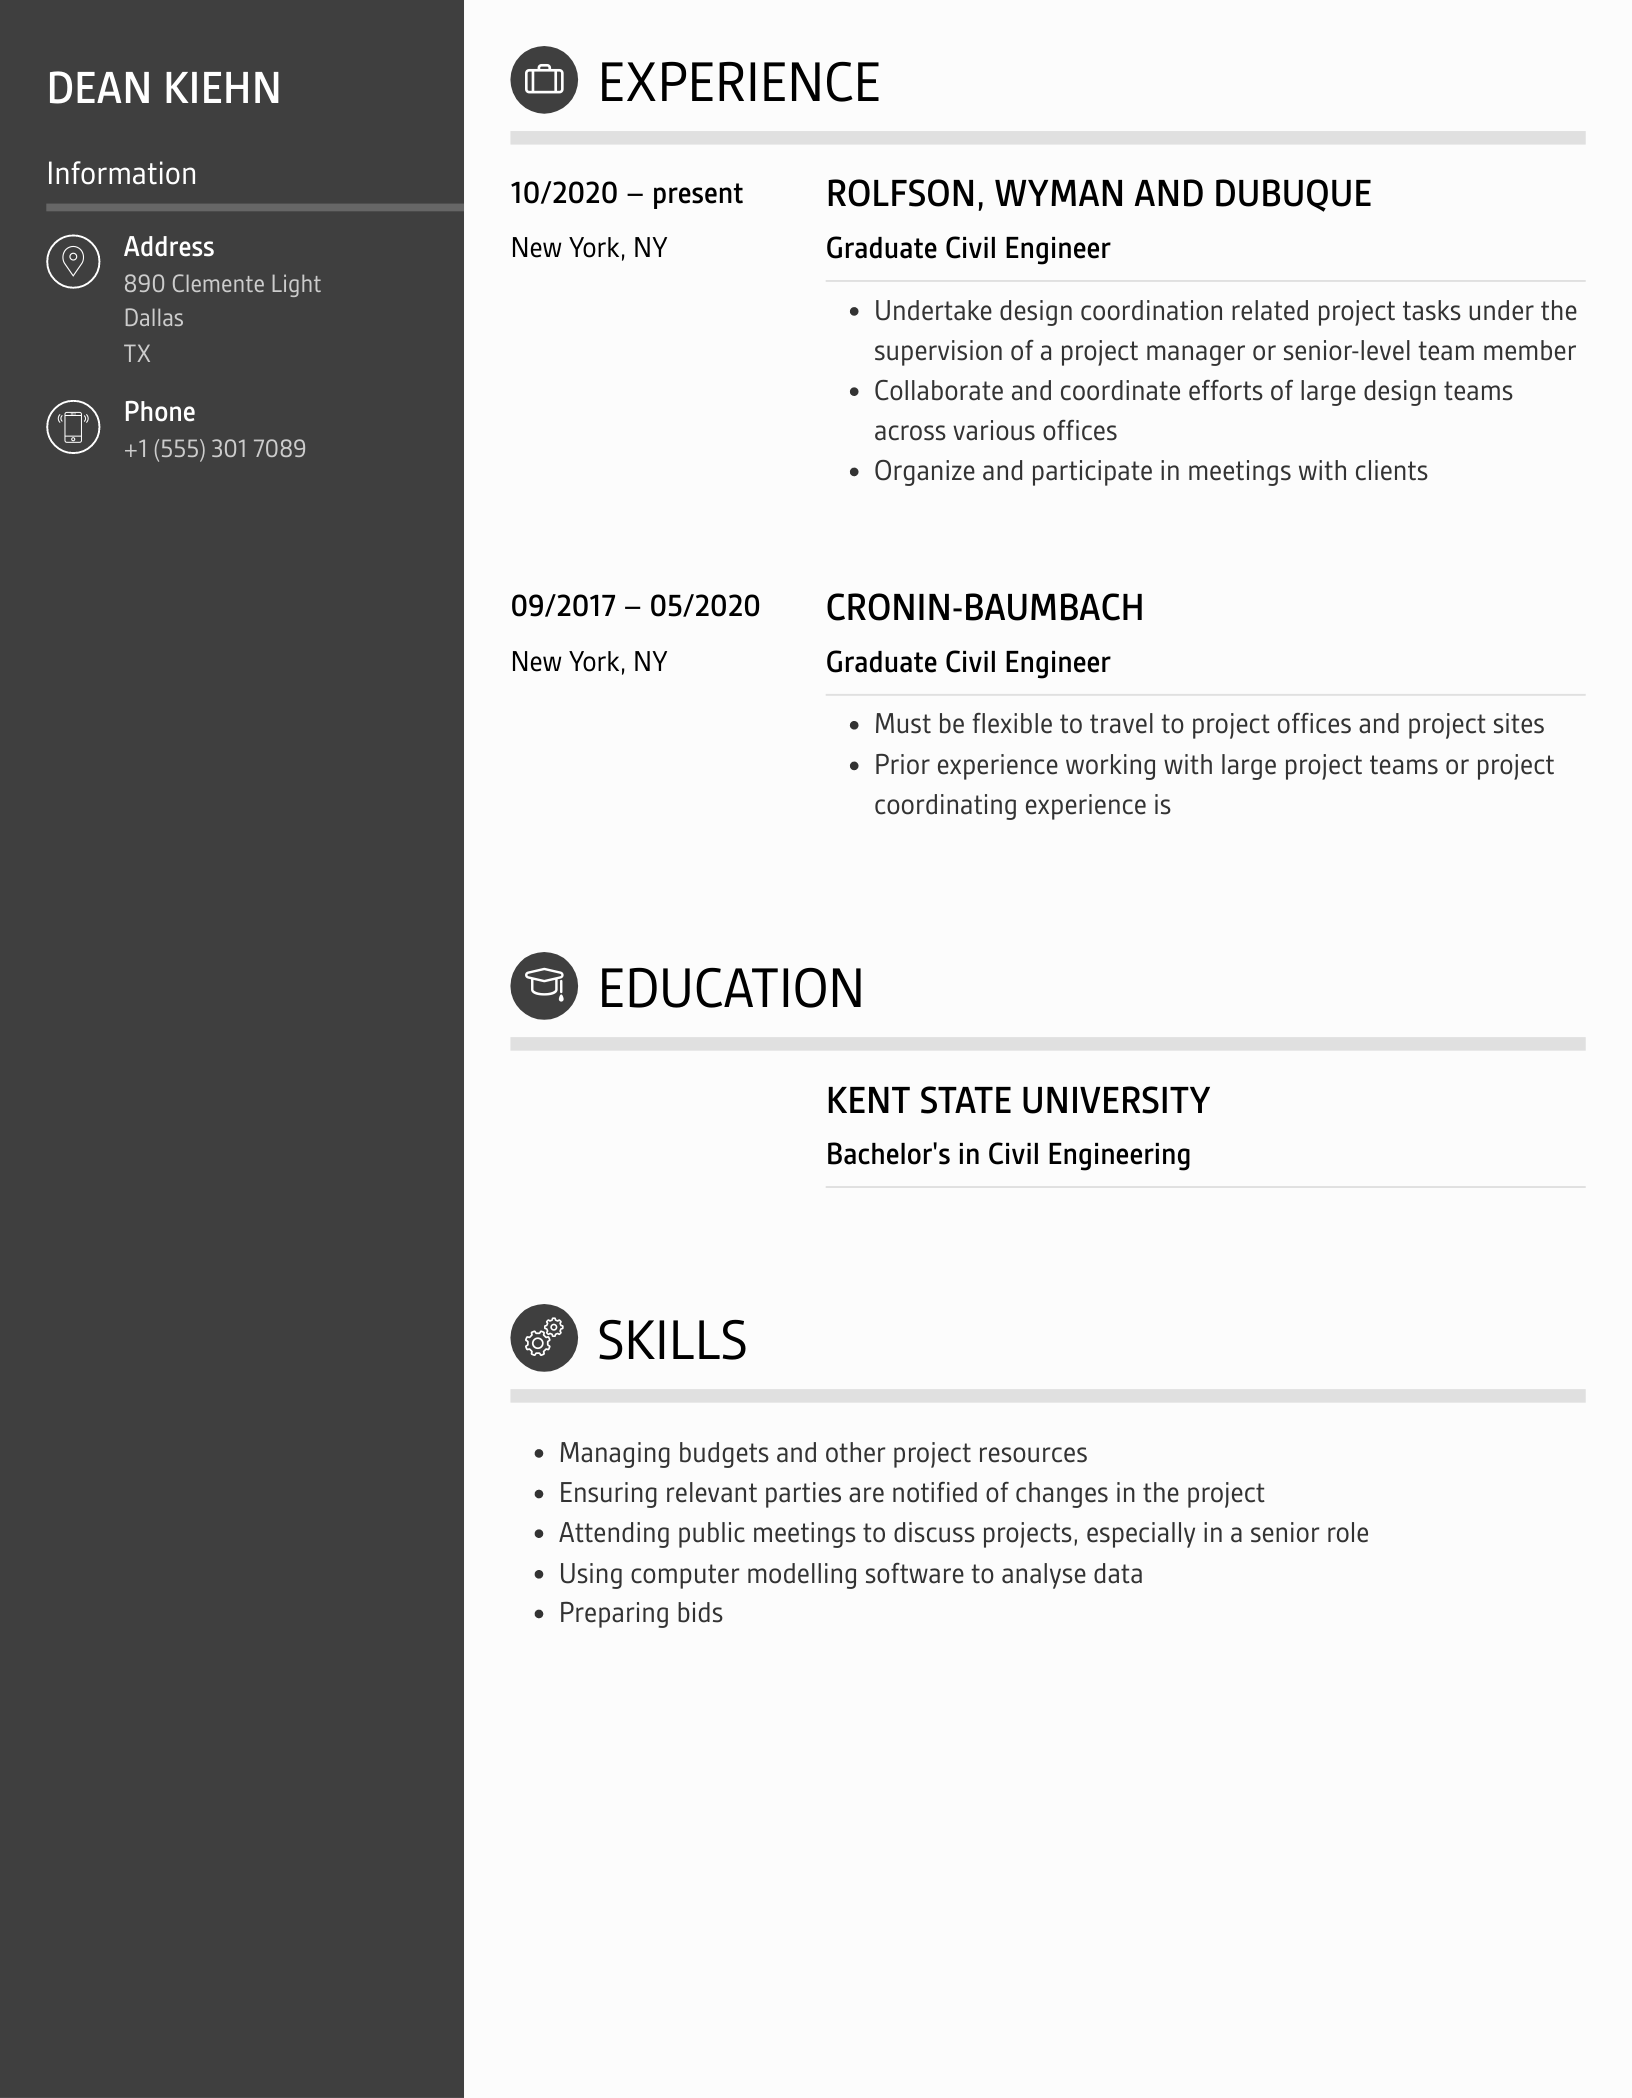 DEAN KIEHN
Information
Address
890 Clemente Light
Dallas
TX
Phone
+1 (555) 301 7089
EXPERIENCE
10/2020 – present
New York, NY
ROLFSON, WYMAN AND DUBUQUE
Graduate Civil Engineer
• Undertake design coordination related project tasks under the
supervision of a project manager or senior-level team member
• Collaborate and coordinate efforts of large design teams
across various offices
• Organize and participate in meetings with clients
09/2017 – 05/2020
New York, NY
CRONIN-BAUMBACH
Graduate Civil Engineer
• Must be flexible to travel to project offices and project sites
• Prior experience working with large project teams or project
coordinating experience is
EDUCATION
KENT STATE UNIVERSITY
Bachelor's in Civil Engineering
SKILLS
• Managing budgets and other project resources
• Ensuring relevant parties are notified of changes in the project
• Attending public meetings to discuss projects, especially in a senior role
• Using computer modelling software to analyse data
• Preparing bids